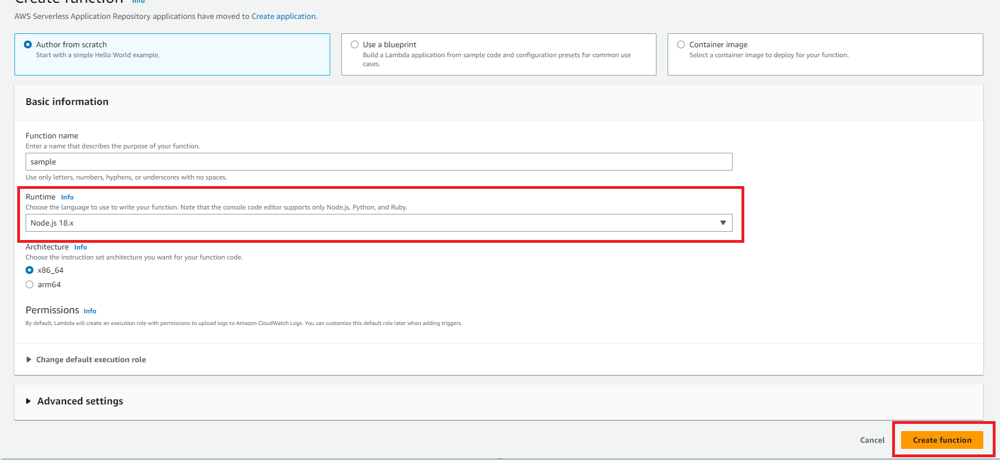 Create function Info
AWS Serverless Application Repository applications have moved to Create application.
Author from scratch
Start with a simple Hello World example.
Use a blueprint
Build a Lambda application from sample code and configuration presets for common use
cases.
Container image
Select a container image to deploy for your function.
Basic information
Function name
Enter a name that describes the purpose of your function.
sample
Use only letters, numbers, hyphens, or underscores with no spaces.
Runtime Info
Choose the language to use to write your function. Note that the console code editor supports only Node.js, Python, and Ruby.
Node.js 18.x
Architecture Info
Choose the instruction set architecture you want for your function code.
x86_64
arm64
Permissions Info
By default, Lambda will create an execution role with permissions to upload logs to Amazon CloudWatch Logs. You can customize this default role later when adding triggers.
Change default execution role
Advanced settings
Cancel
Create function